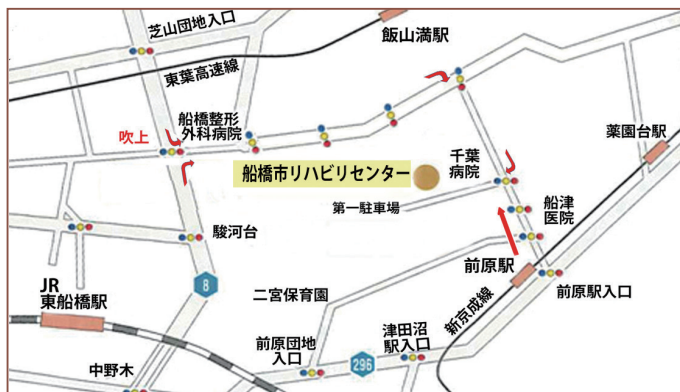 芝山団地入口
飯山満駅
東葉高速線
船橋整形
外科病院
吹上
薬園台駅
船橋市リハビリセンター
千葉
病院
第一駐車場
船津
医院
駿河台
8
前原駅
前原駅入口
JR
東船橋駅
二宮保育園
新京成線
前原団地
入口
296
津田沼
駅入口
中野木